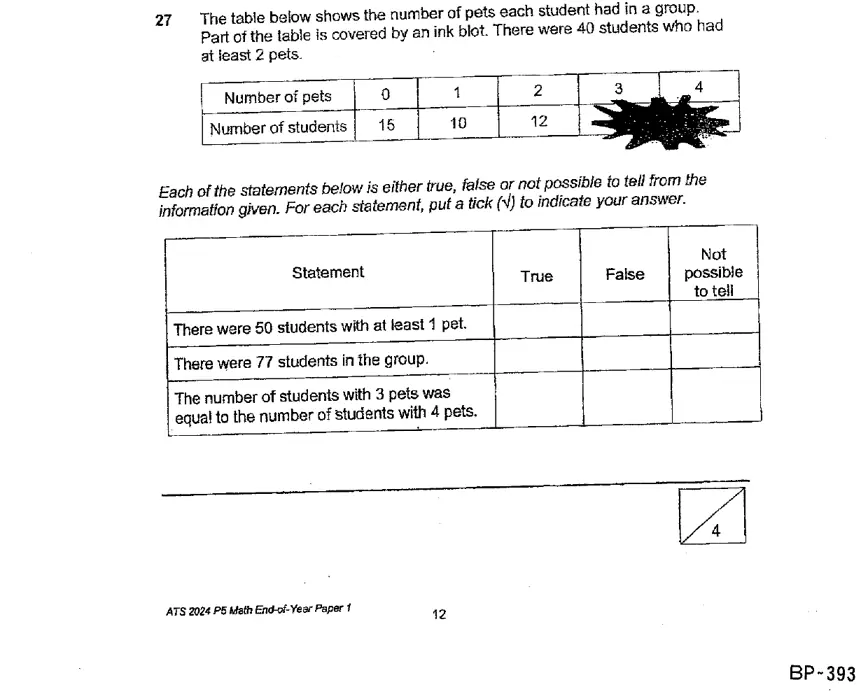 27 The table below shows the number of pets each student had in a group.
Part of the table is covered by an ink blot. There were 40 students who had
at least 2 pets.
Number of pets 0 1 2 3 4
Number of students 15 10 12
Each of the statements below is either true, false or not possible to tell from the
information given. For each statement, put a tick (√) to indicate your answer.
Statement True False Not possible to tell
There were 50 students with at least 1 pet.
There were 77 students in the group.
The number of students with 3 pets was
equal to the number of students with 4 pets.
4
ATS 2024 P5 Math End-of-Year Paper 1
12
BP-393